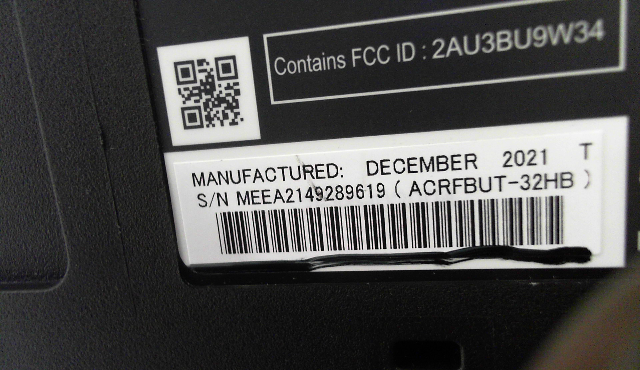 Contains FCC ID : 2AU3BU9W34
MANUFACTURED: DECEMBER 2021 T
S/N MEEA2149289619 ( ACRFBUT-32HB )